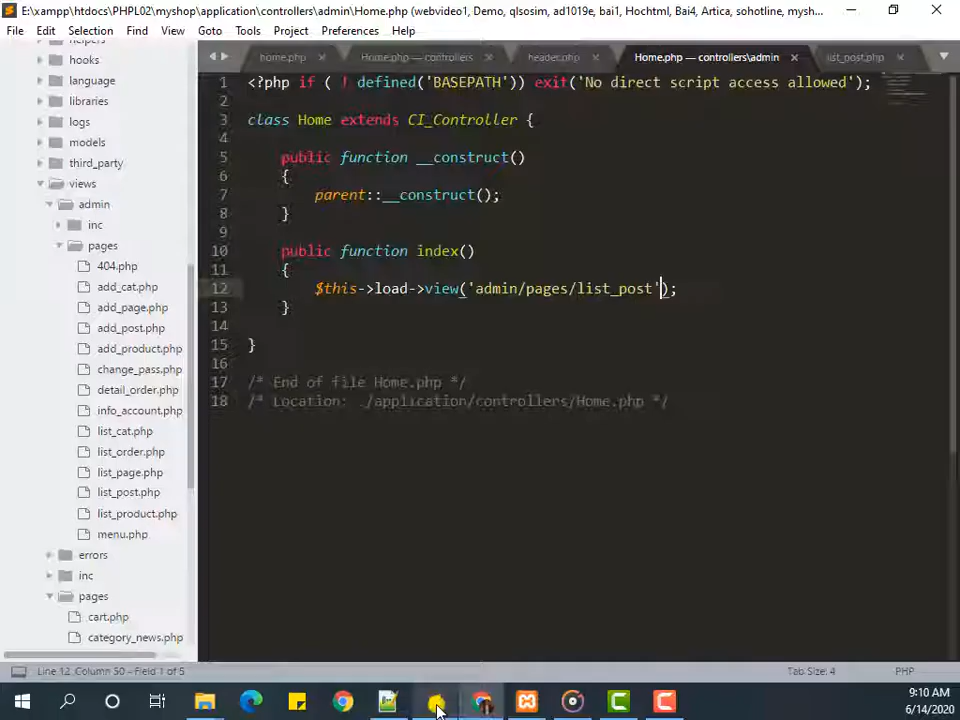 E:\xampp\htdocs\PHPL02\myshop\application\controllers\admin\Home.php (webvideo1, Demo, qlsosim, ad1019e, bai1, Hochtml, Bai4, Artica, sohotline, mysh...
File Edit Selection Find View Goto Tools Project Preferences Help
home.php Home.php — controllers header.php Home.php — controllers\admin list_post.php
helpers
hooks
language
libraries
logs
models
third_party
views
admin
inc
pages
404.php
add_cat.php
add_page.php
add_post.php
add_product.php
change_pass.php
detail_order.php
info_account.php
list_cat.php
list_order.php
list_page.php
list_post.php
list_product.php
menu.php
errors
inc
pages
cart.php
category_news.php
1 <?php if ( ! defined('BASEPATH')) exit('No direct script access allowed');
2
3 class Home extends CI_Controller {
4
5 public function __construct()
6 {
7 parent::__construct();
8 }
9
10 public function index()
11 {
12 $this->load->view('admin/pages/list_post');
13 }
14
15 }
16
17 /* End of file Home.php */
18 /* Location: ./application/controllers/Home.php */
Line 12, Column 50 - Field 1 of 5
Tab Size: 4
PHP
9:10 AM
6/14/2020